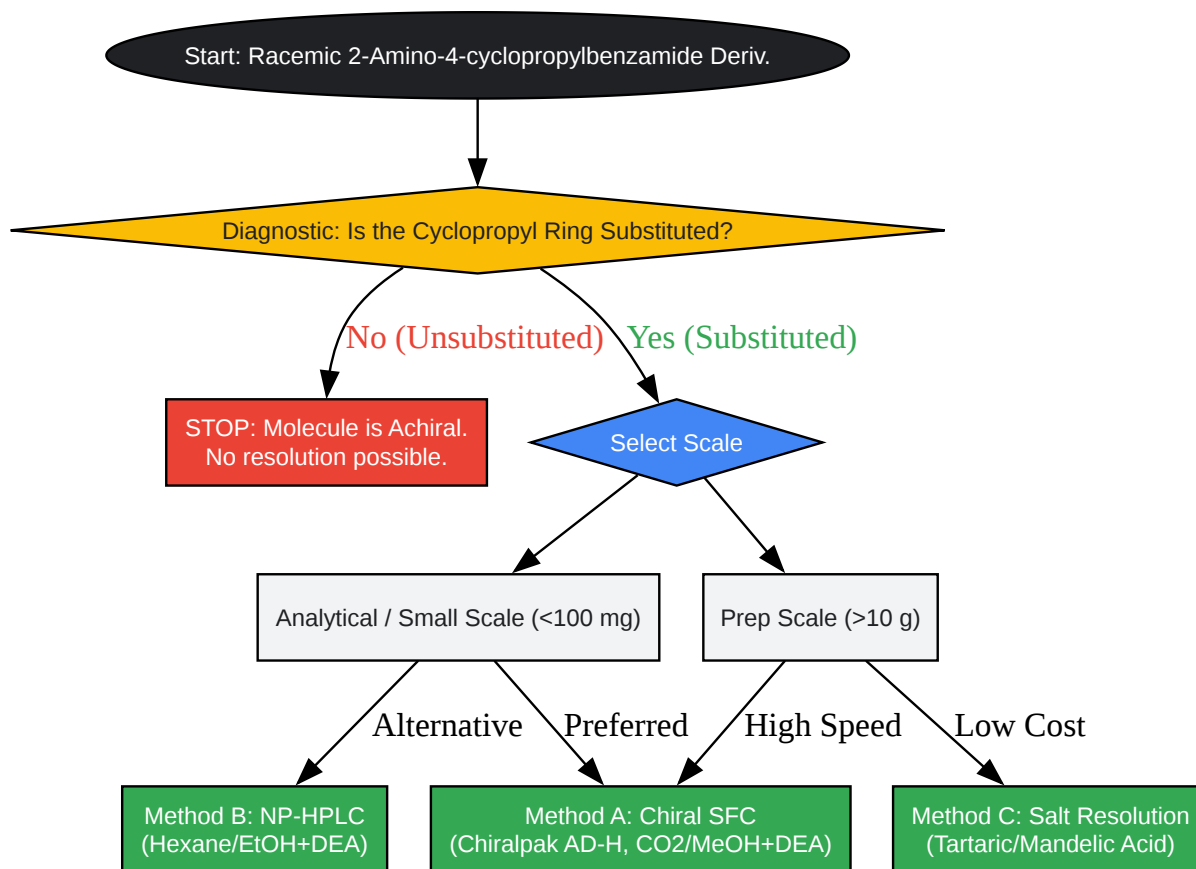 Start: Racemic 2-Amino-4-cyclopropylbenzamide Deriv.
Diagnostic: Is the Cyclopropyl Ring Substituted?
No (Unsubstituted)
Yes (Substituted)
STOP: Molecule is Achiral.
No resolution possible.
Select Scale
Analytical / Small Scale (<100 mg)
Prep Scale (>10 g)
Alternative
Preferred
High Speed
Low Cost
Method B: NP-HPLC
(Hexane/EtOH+DEA)
Method A: Chiral SFC
(Chiralpak AD-H, CO2/MeOH+DEA)
Method C: Salt Resolution
(Tartaric/Mandelic Acid)